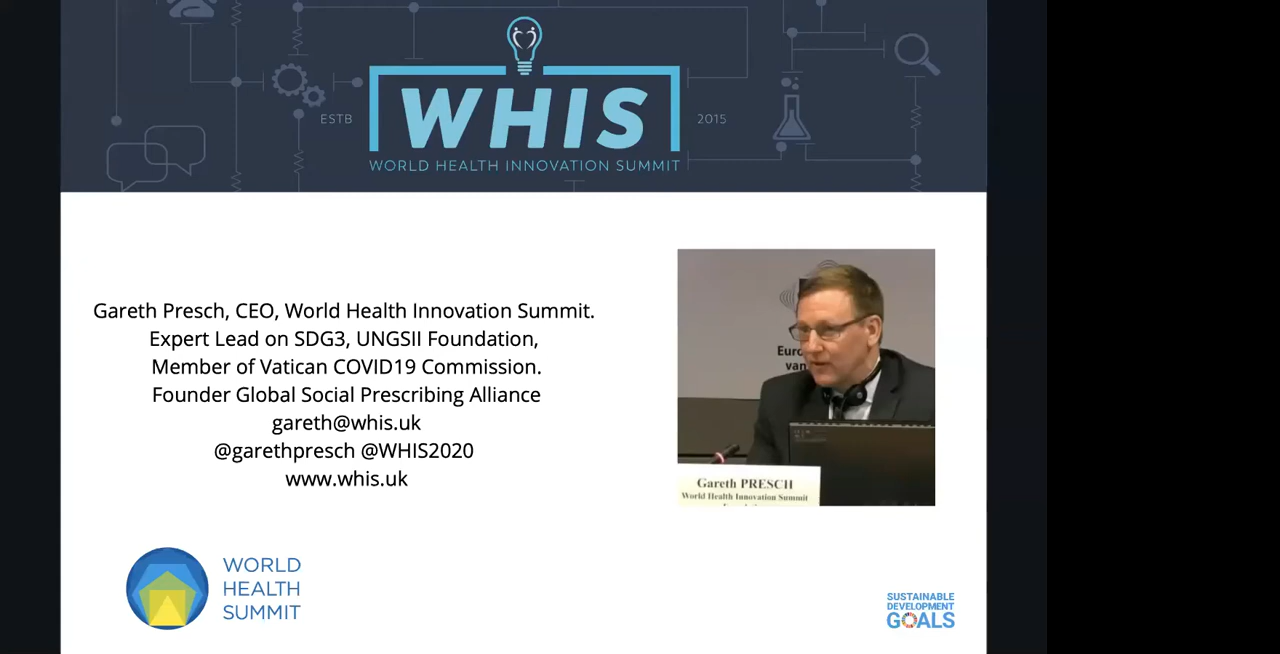 ESTB
WHIS
2015
WORLD HEALTH INNOVATION SUMMIT
Gareth Presch, CEO, World Health Innovation Summit.
Expert Lead on SDG3, UNGSII Foundation,
Member of Vatican COVID19 Commission.
Founder Global Social Prescribing Alliance
gareth@whis.uk
@garethpresch @WHIS2020
www.whis.uk
Euro
van
Gareth PRESCH
World Health Innovation Summit
WORLD
HEALTH
SUMMIT
SUSTAINABLE
DEVELOPMENT
GOALS